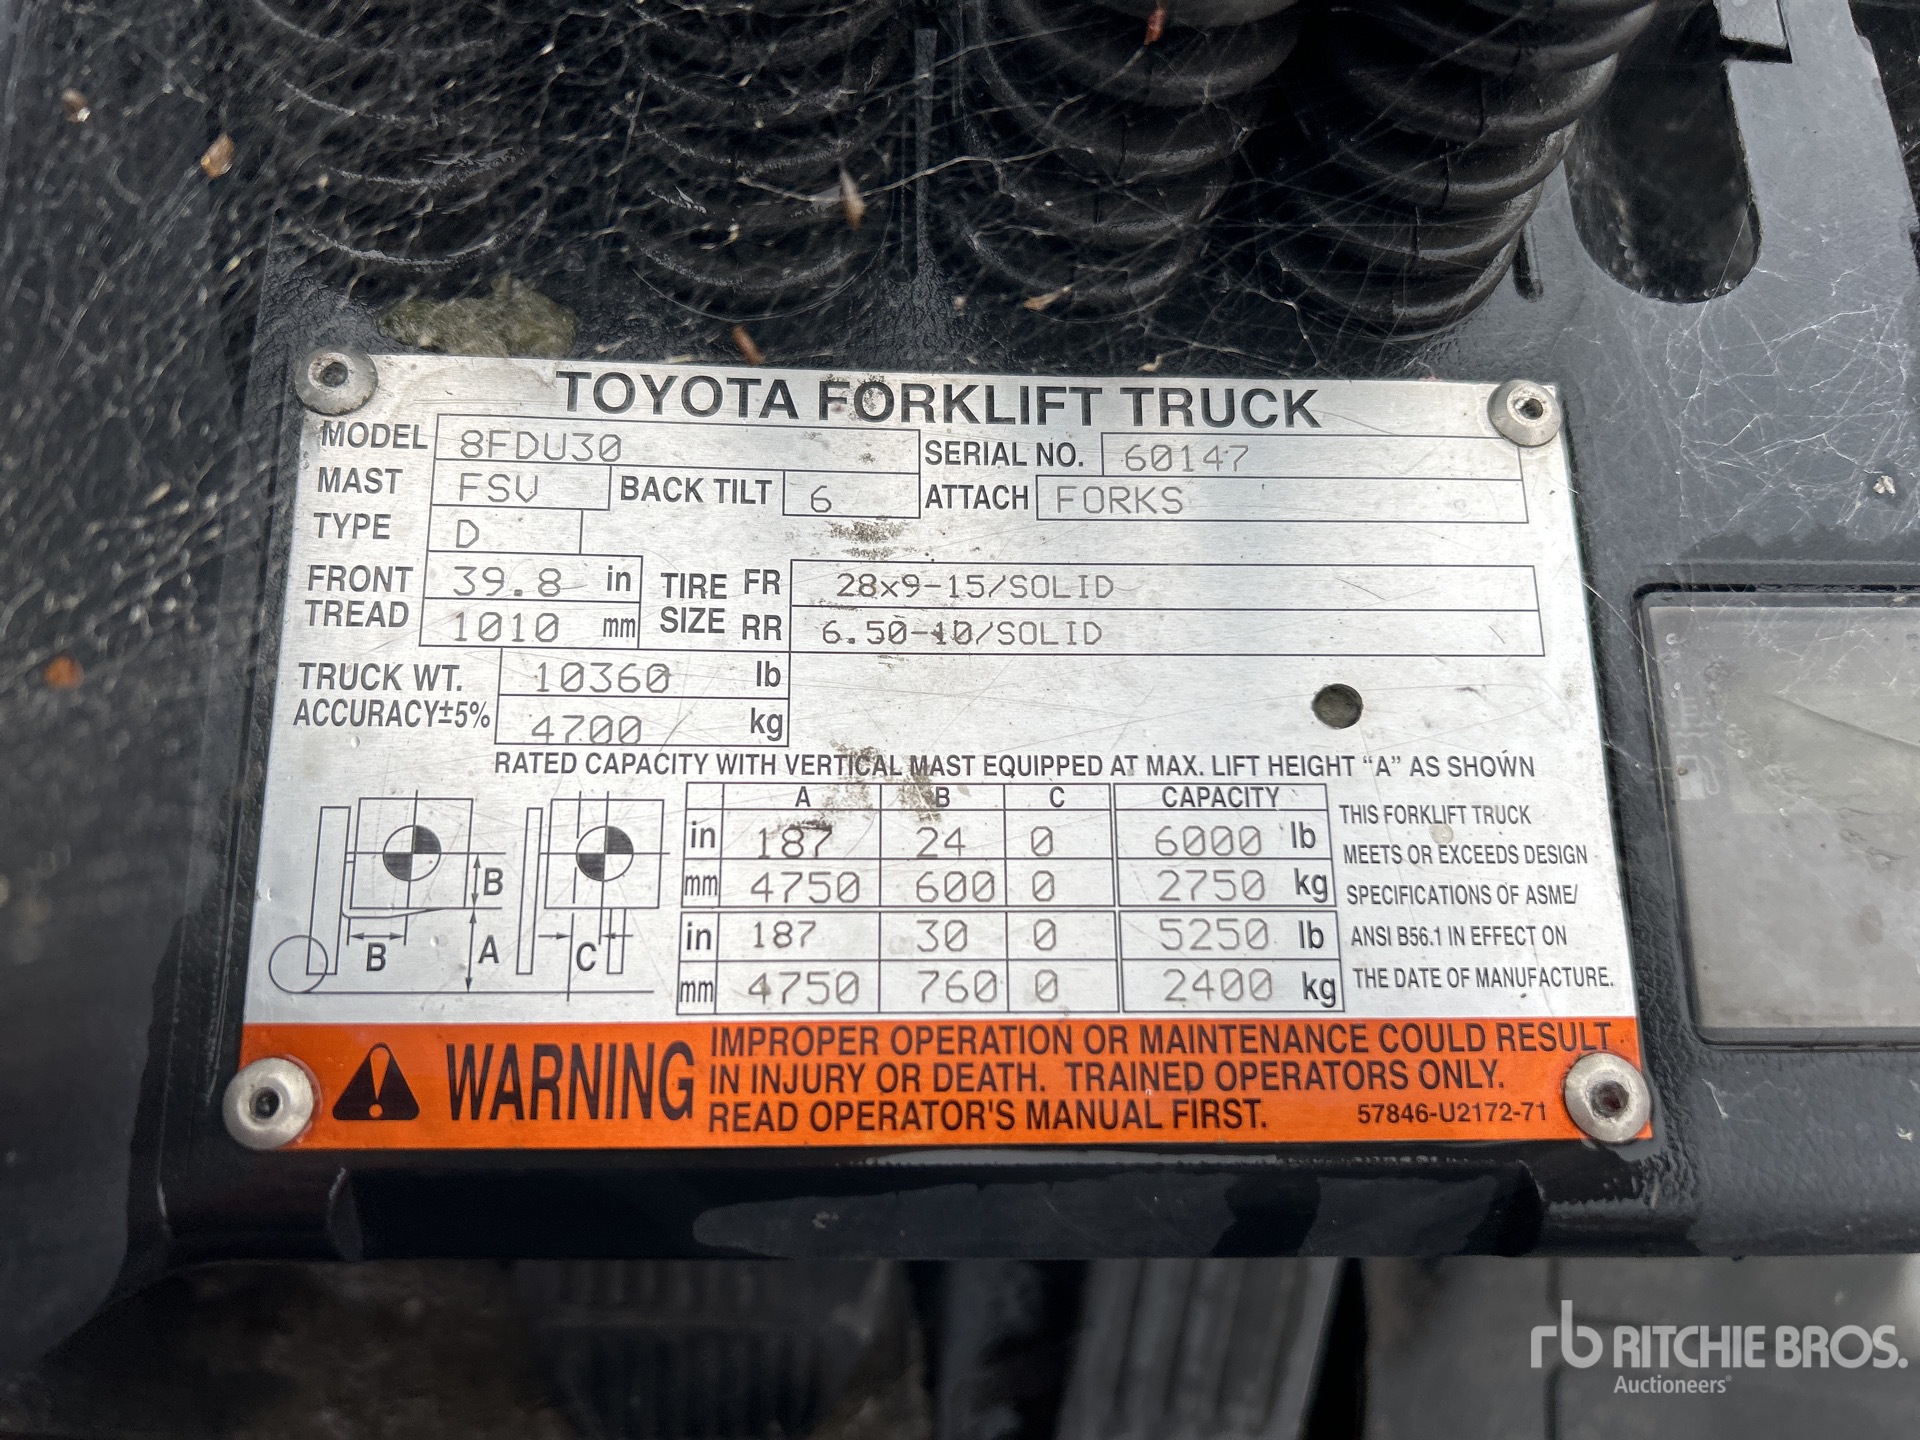 TOYOTA FORKLIFT TRUCK
MODEL 8FDU30 SERIAL NO. 60147
MAST FSV BACK TILT 6 ATTACH FORKS
TYPE D
FRONT TREAD 39.8 in 1010 mm
TIRE SIZE FR 28x9-15/SOLID
RR 6.50-10/SOLID
TRUCK WT. 10360 lb
ACCURACY±5% 4700 kg
RATED CAPACITY WITH VERTICAL MAST EQUIPPED AT MAX. LIFT HEIGHT “A” AS SHOWN
A B C CAPACITY
in 187 24 0 6000 lb
mm 4750 600 0 2750 kg
in 187 30 0 5250 lb
mm 4750 760 0 2400 kg
B
B A C
THIS FORKLIFT TRUCK
MEETS OR EXCEEDS DESIGN
SPECIFICATIONS OF ASME/
ANSI B56.1 IN EFFECT ON
THE DATE OF MANUFACTURE.
WARNING
IMPROPER OPERATION OR MAINTENANCE COULD RESULT
IN INJURY OR DEATH. TRAINED OPERATORS ONLY.
READ OPERATOR'S MANUAL FIRST. 57846-U2172-71
rb RITCHIE BROS.
Auctioneers®